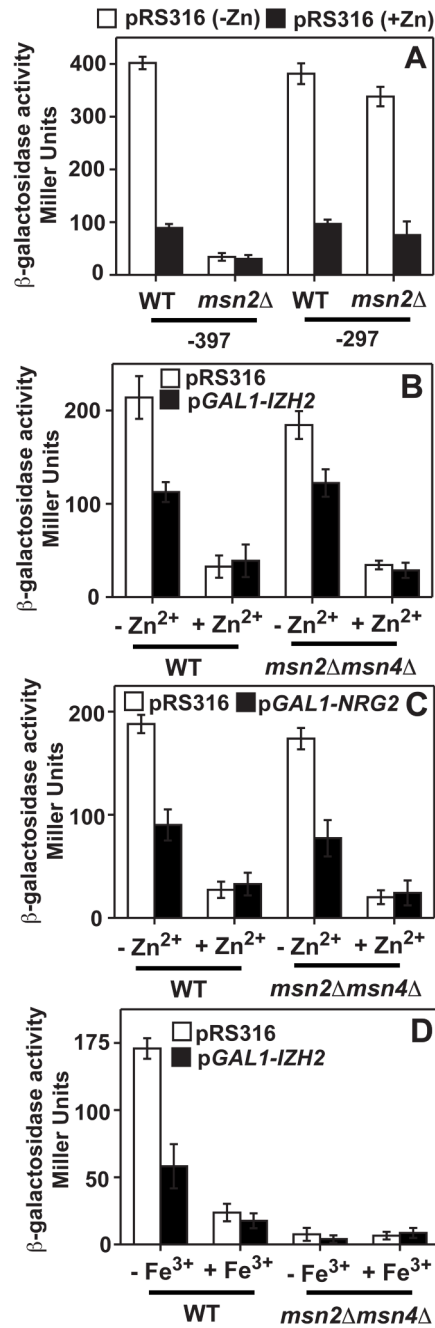 pRS316 (-Zn) pRS316 (+Zn)
A
β-galactosidase activity
Miller Units
400
300
200
100
0
WT msn2Δ WT msn2Δ
-397 -297
B
pRS316
pGAL1-IZH2
β-galactosidase activity
Miller Units
200
100
0
- Zn2+ + Zn2+ - Zn2+ + Zn2+
WT msn2Δmsn4Δ
pRS316 pGAL1-NRG2 C
β-galactosidase activity
Miller Units
200
100
0
- Zn2+ + Zn2+ - Zn2+ + Zn2+
WT msn2Δmsn4Δ
D
pRS316
pGAL1-IZH2
β-galactosidase activity
Miller Units
175
100
50
0
- Fe3+ + Fe3+ - Fe3+ + Fe3+
WT msn2Δmsn4Δ